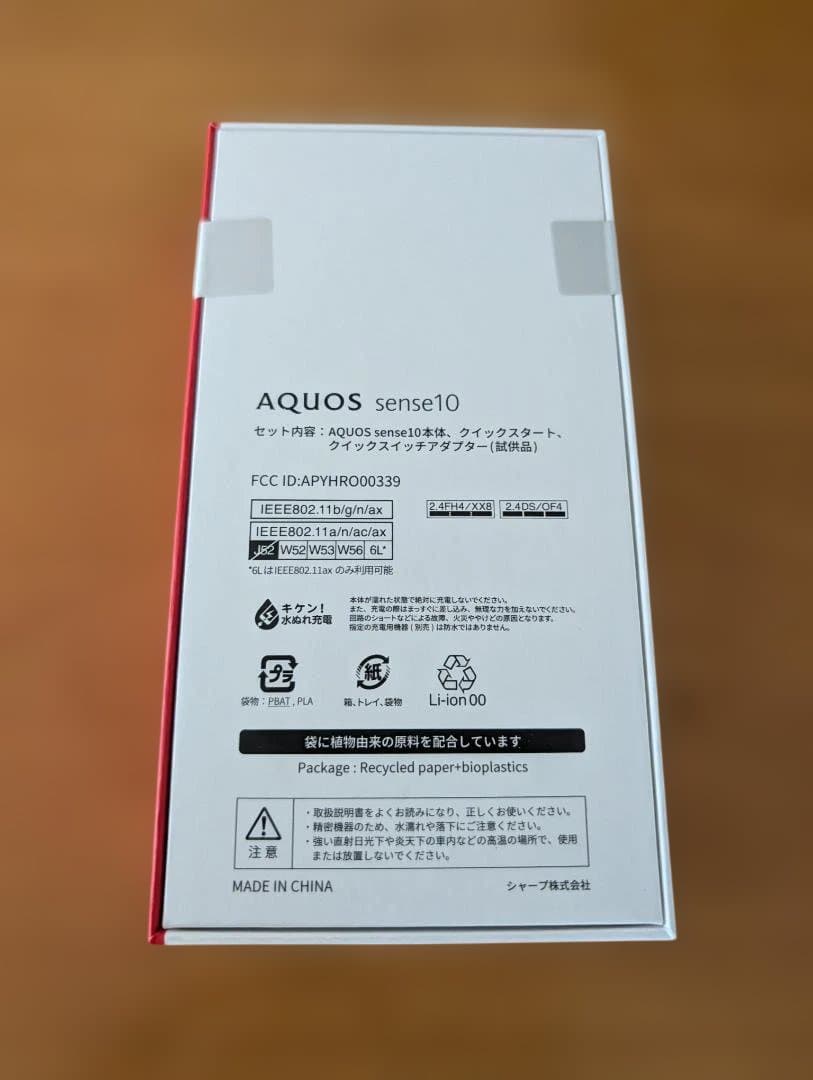 AQUOS sense10
セット内容：AQUOS sense10本体、クイックスタート、
クイックスイッチアダプター(試供品)
FCC ID:APYHRO00339
IEEE802.11b/g/n/ax
2.4FH4/XX8
2.4DS/OF4
IEEE802.11a/n/ac/ax
J52 W52 W53 W56 6L*
*6LはIEEE802.11ax のみ利用可能
キケン！
水ぬれ充電
本体が濡れた状態で絶対に充電しないでください。
また、充電の際はまっすぐに差し込み、無理な力を加えないでください。
回路のショートなどによる故障、火災ややけどの原因となります。
指定の充電用機器(別売)は防水ではありません。
プラ
袋物：PBAT , PLA
紙
箱、トレイ、袋物
Li-ion 00
袋に植物由来の原料を配合しています
Package : Recycled paper+bioplastics
注意
・取扱説明書をよくお読みになり、正しくお使いください。
・精密機器のため、水濡れや落下にご注意ください。
・強い直射日光下や炎天下の車内などの高温の場所で、使用
または放置しないでください。
MADE IN CHINA
シャープ株式会社